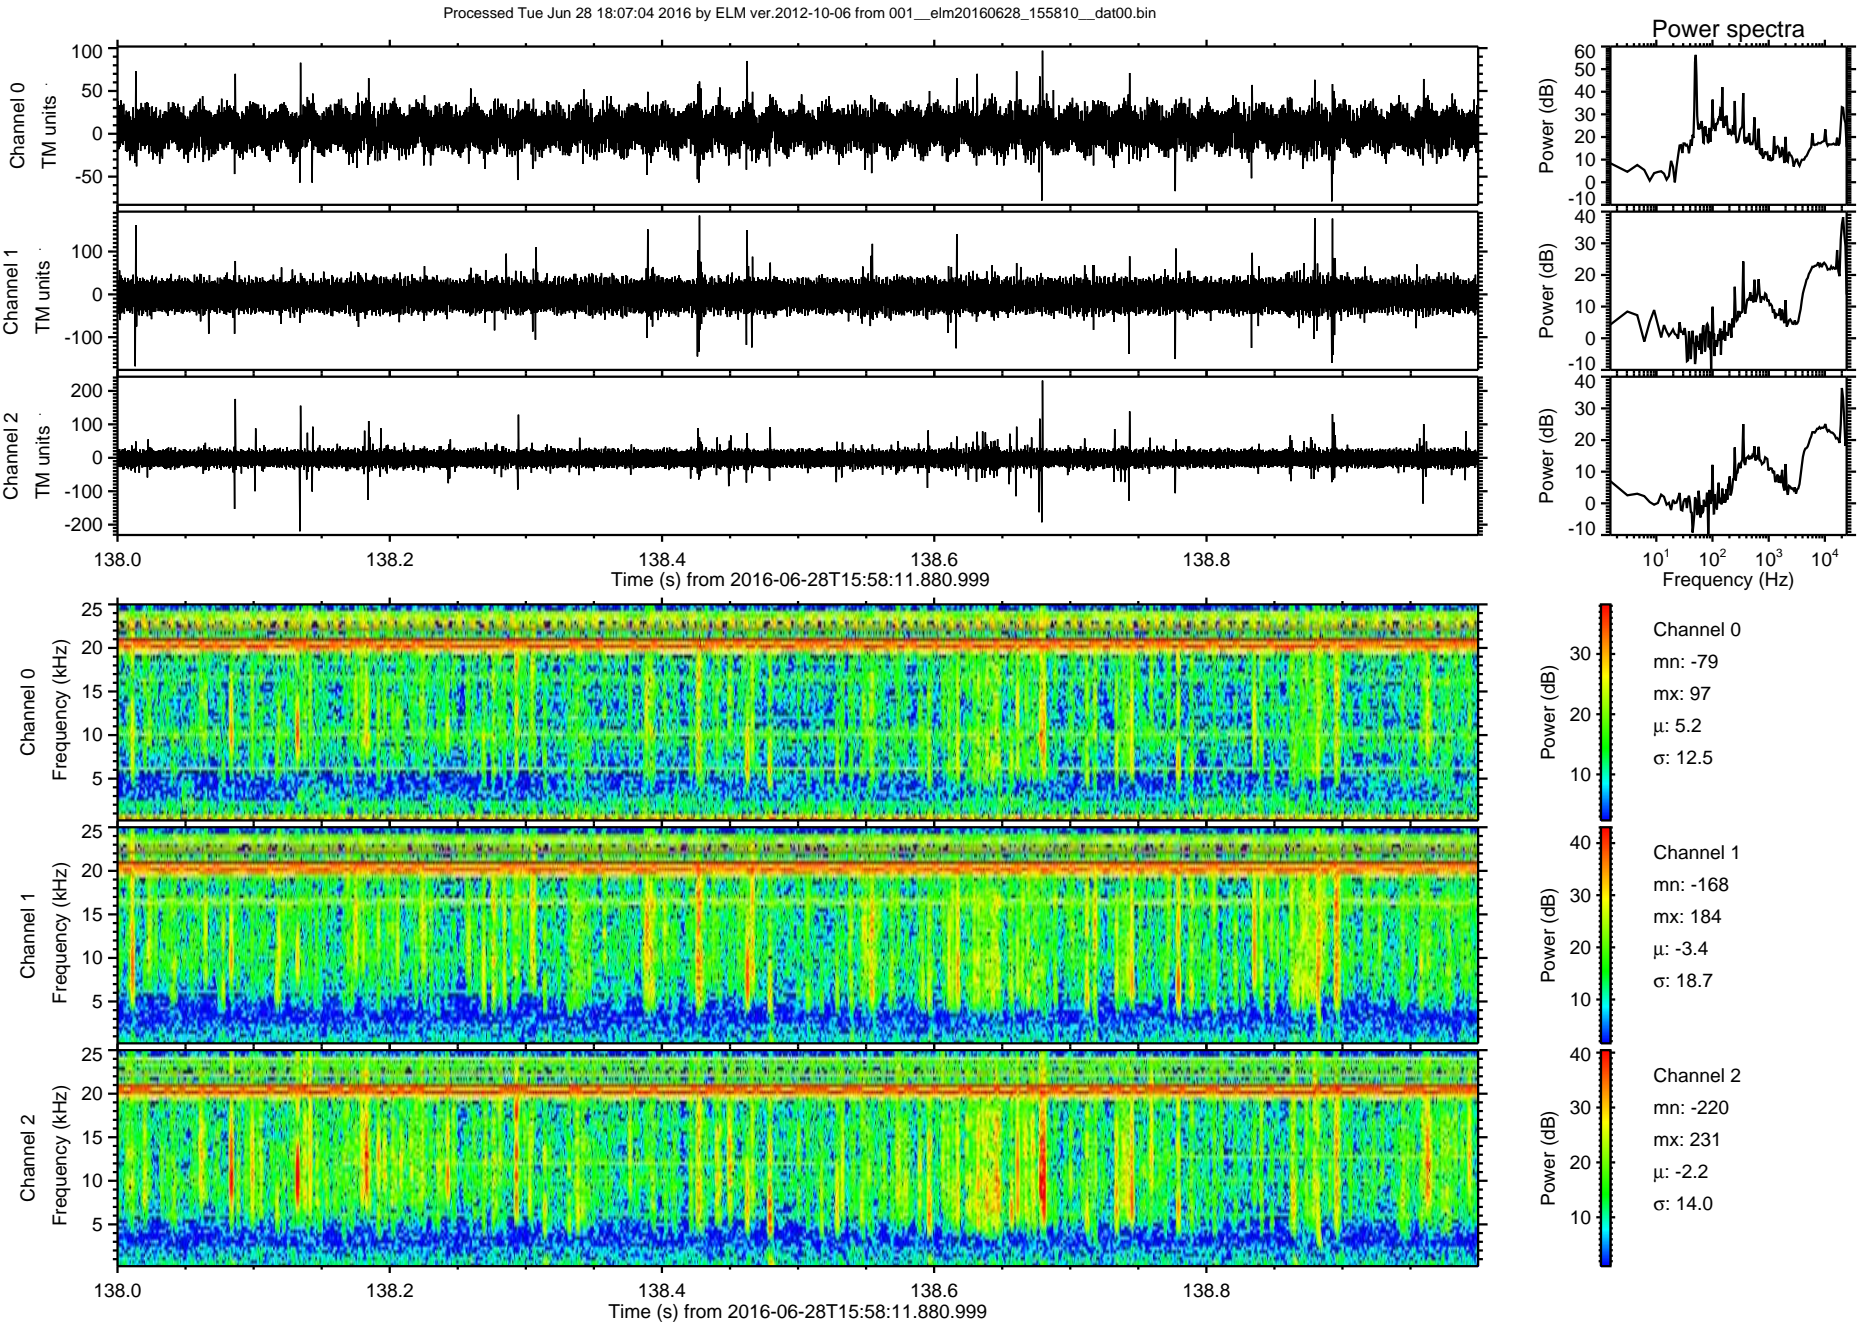 Processed Tue Jun 28 18:07:04 2016 by ELM ver.2012-10-06 from 001__elm20160628_155810__dat00.bin
Power spectra
Channel 0
TM units
100
50
0
-50
Power (dB)
60
50
40
30
20
10
0
-10
Channel 1
TM units
100
0
-100
Power (dB)
40
30
20
10
0
-10
Channel 2
TM units
200
100
0
-100
-200
Power (dB)
40
30
20
10
0
-10
138.0 138.2 138.4 138.6 138.8
Time (s) from 2016-06-28T15:58:11.880.999
10^1 10^2 10^3 10^4
Frequency (Hz)
Channel 0
Frequency (kHz)
25
20
15
10
5
Power (dB)
30
20
10
Channel 0
mn: -79
mx: 97
μ: 5.2
σ: 12.5
Channel 1
Frequency (kHz)
25
20
15
10
5
Power (dB)
40
30
20
10
Channel 1
mn: -168
mx: 184
μ: -3.4
σ: 18.7
Channel 2
Frequency (kHz)
25
20
15
10
5
Power (dB)
40
30
20
10
Channel 2
mn: -220
mx: 231
μ: -2.2
σ: 14.0
138.0 138.2 138.4 138.6 138.8
Time (s) from 2016-06-28T15:58:11.880.999